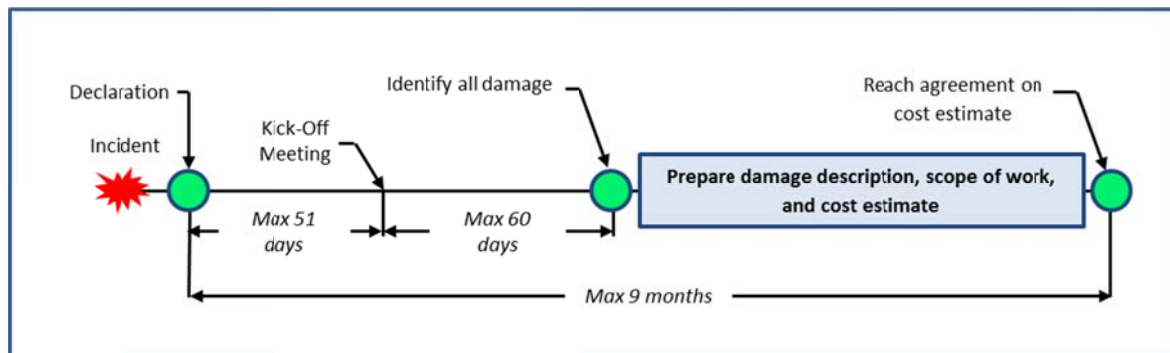 Declaration
Incident
Kick-Off
Meeting
Identify all damage
Reach agreement on
cost estimate
Prepare damage description, scope of work,
and cost estimate
Max 51
days
Max 60
days
Max 9 months